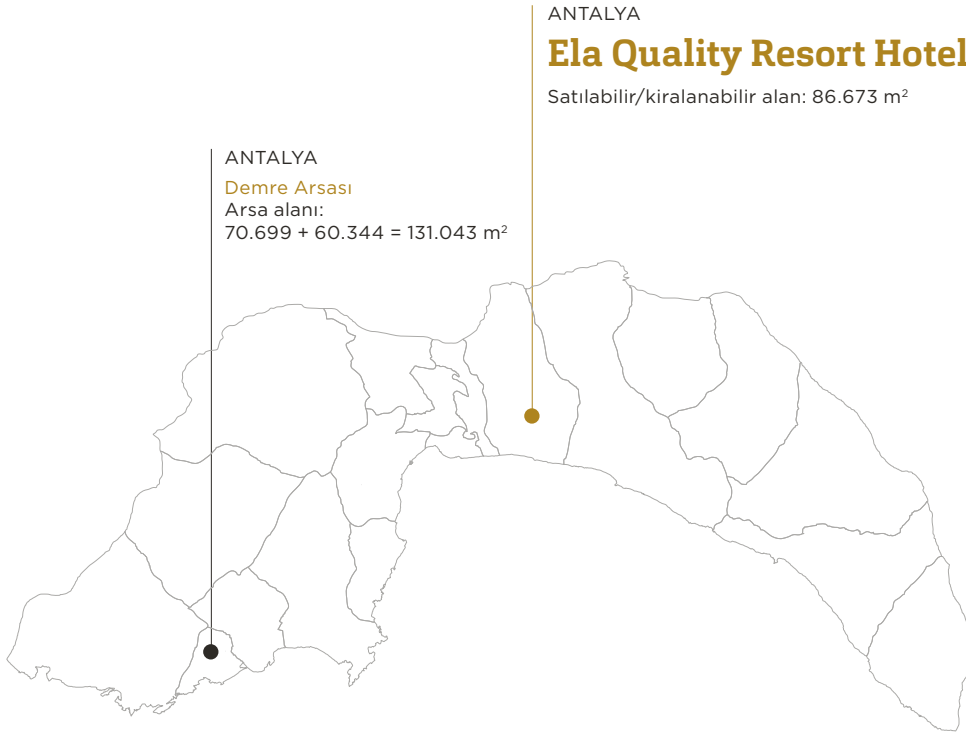 ANTALYA
Ela Quality Resort Hotel
Satılabilir/kiralanabilir alan: 86.673 m²
ANTALYA
Demre Arsası
Arsa alanı:
70.699 + 60.344 = 131.043 m²